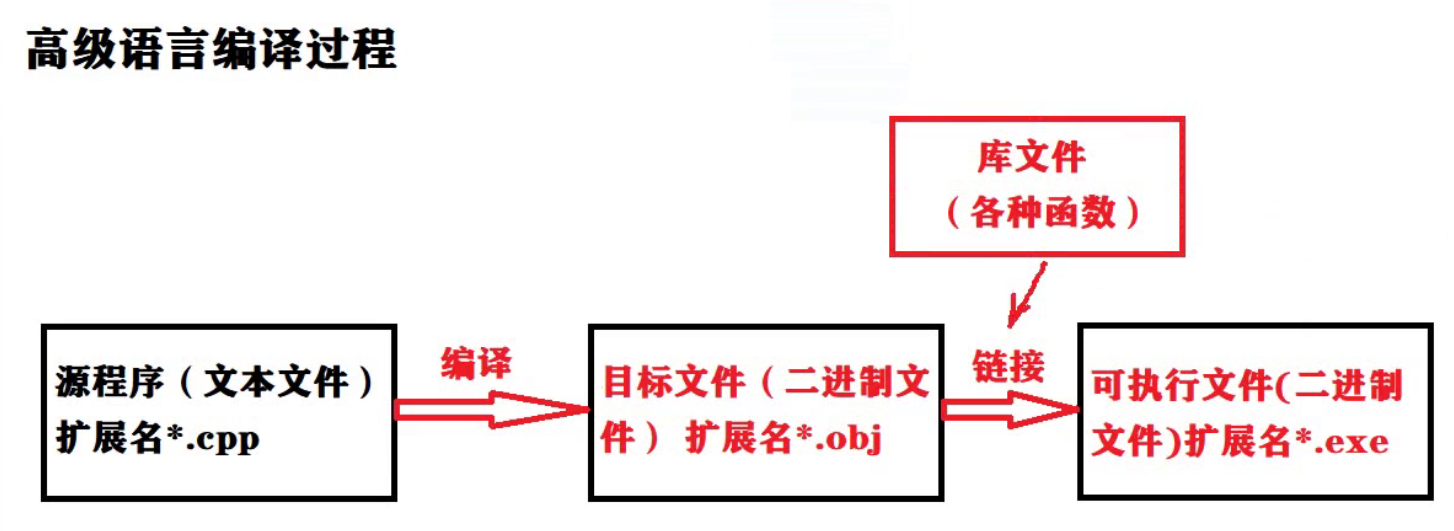 高级语言编译过程
库文件
（各种函数）
源程序（文本文件）
扩展名*.cpp
编译
目标文件（二进制文
件） 扩展名*.obj
链接
可执行文件(二进制
文件)扩展名*.exe